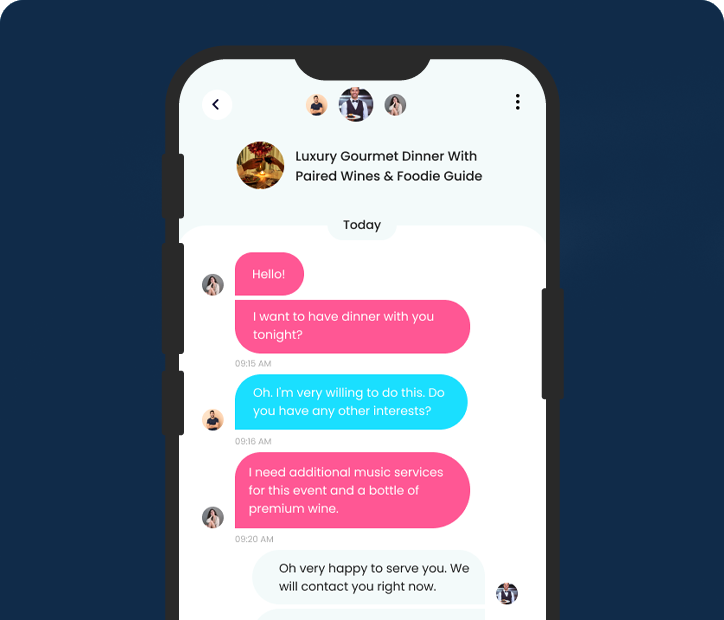 Luxury Gourmet Dinner With
Paired Wines & Foodie Guide
Today
Hello!
I want to have dinner with you
tonight?
09:15 AM
Oh. I'm very willing to do this. Do
you have any other interests?
09:16 AM
I need additional music services
for this event and a bottle of
premium wine.
09:20 AM
Oh very happy to serve you. We
will contact you right now.